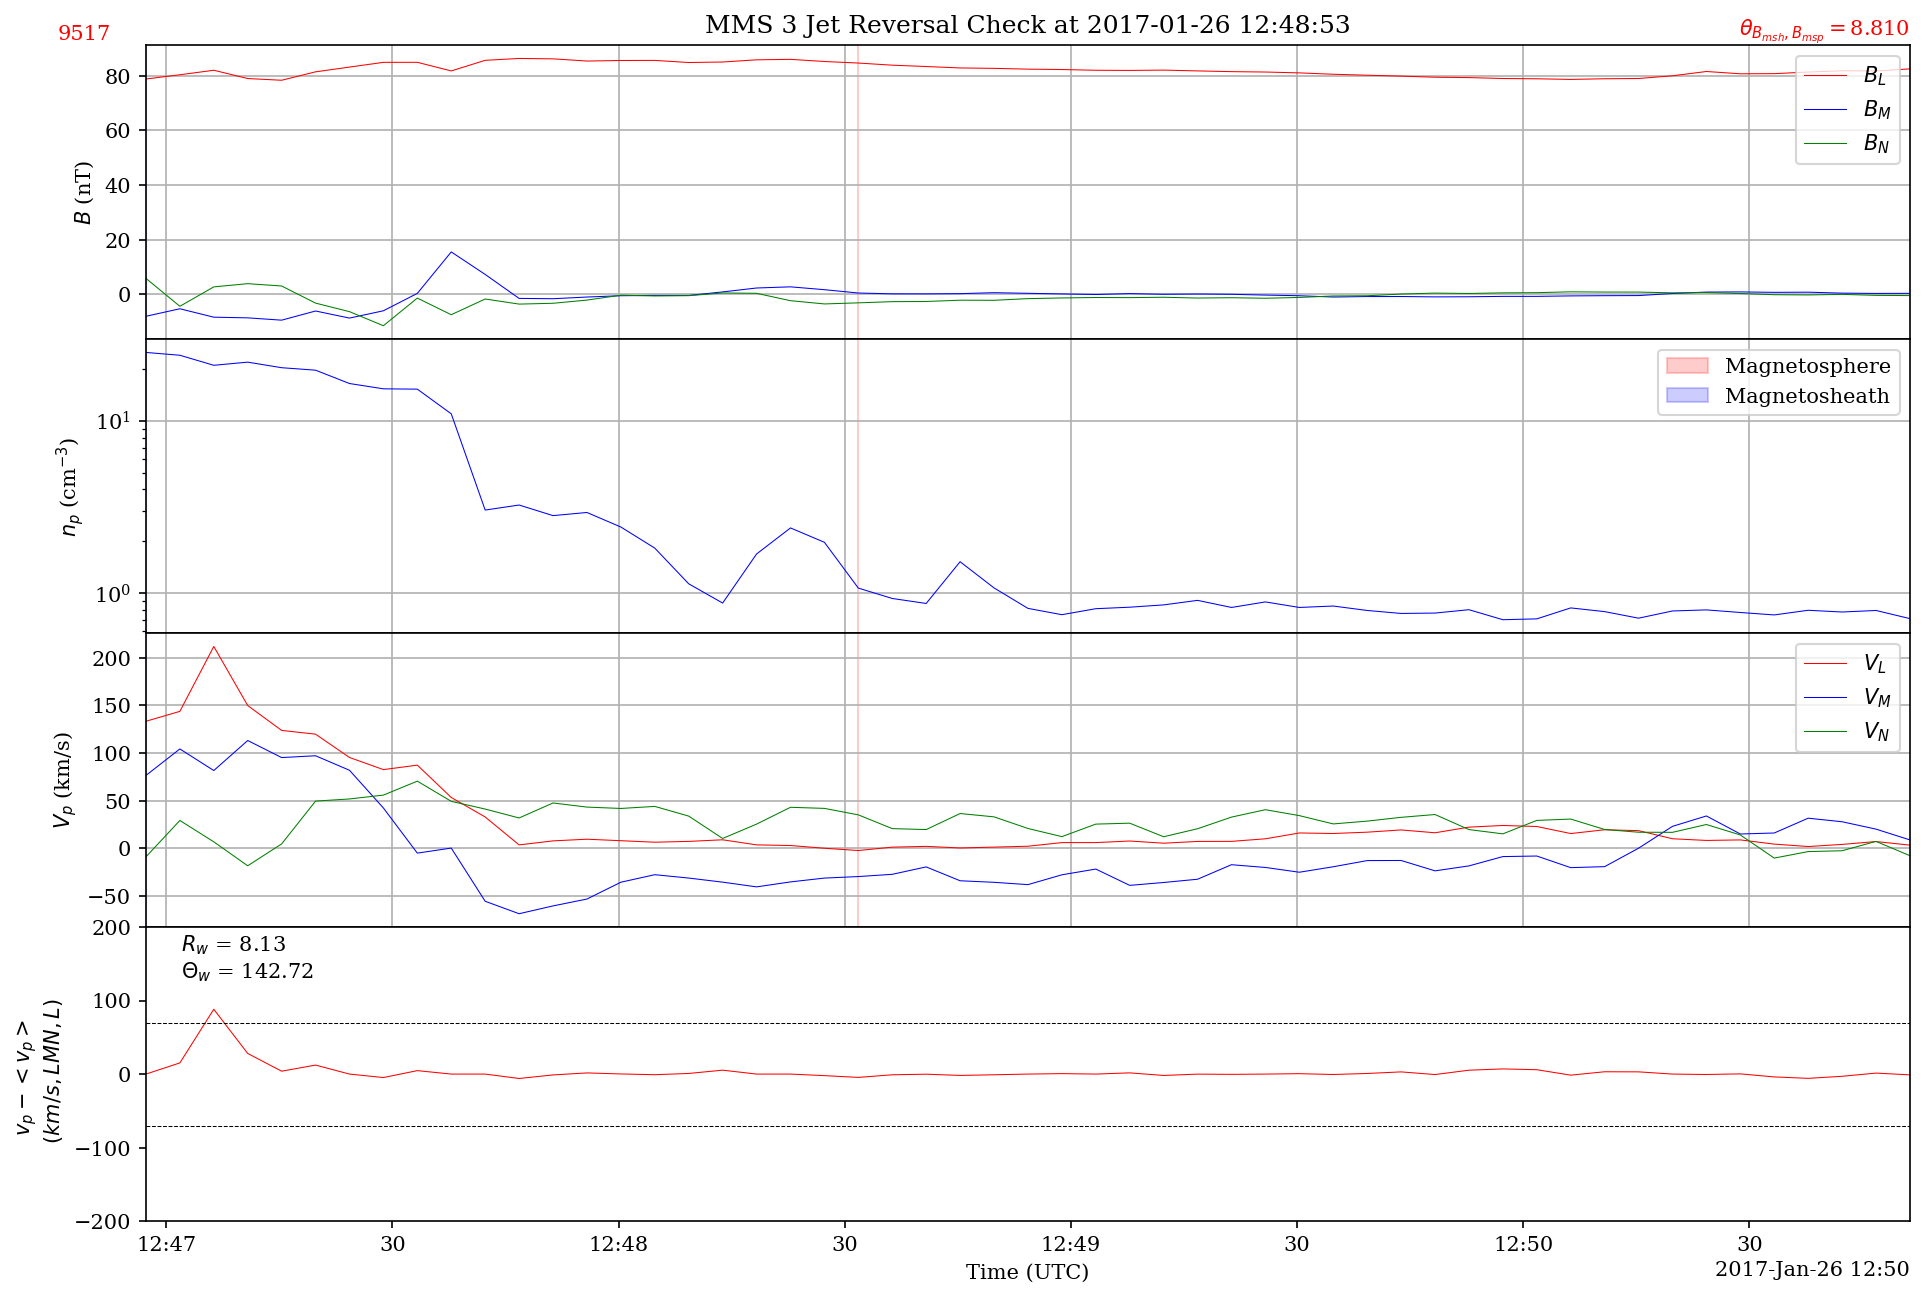 9517
MMS 3 Jet Reversal Check at 2017-01-26 12:48:53
θ_{B_{msh}, B_{msp}} = 8.810
B (nT)
80
60
40
20
0
B_L
B_M
B_N
n_p (cm^{-3})
10^1
10^0
Magnetosphere
Magnetosheath
V_p (km/s)
200
150
100
50
0
−50
V_L
V_M
V_N
v_p − < v_p >
(km/s, LMN, L)
200
100
0
−100
−200
R_w = 8.13
Θ_w = 142.72
12:47 30 12:48 30 12:49 30 12:50 30
Time (UTC)
2017-Jan-26 12:50